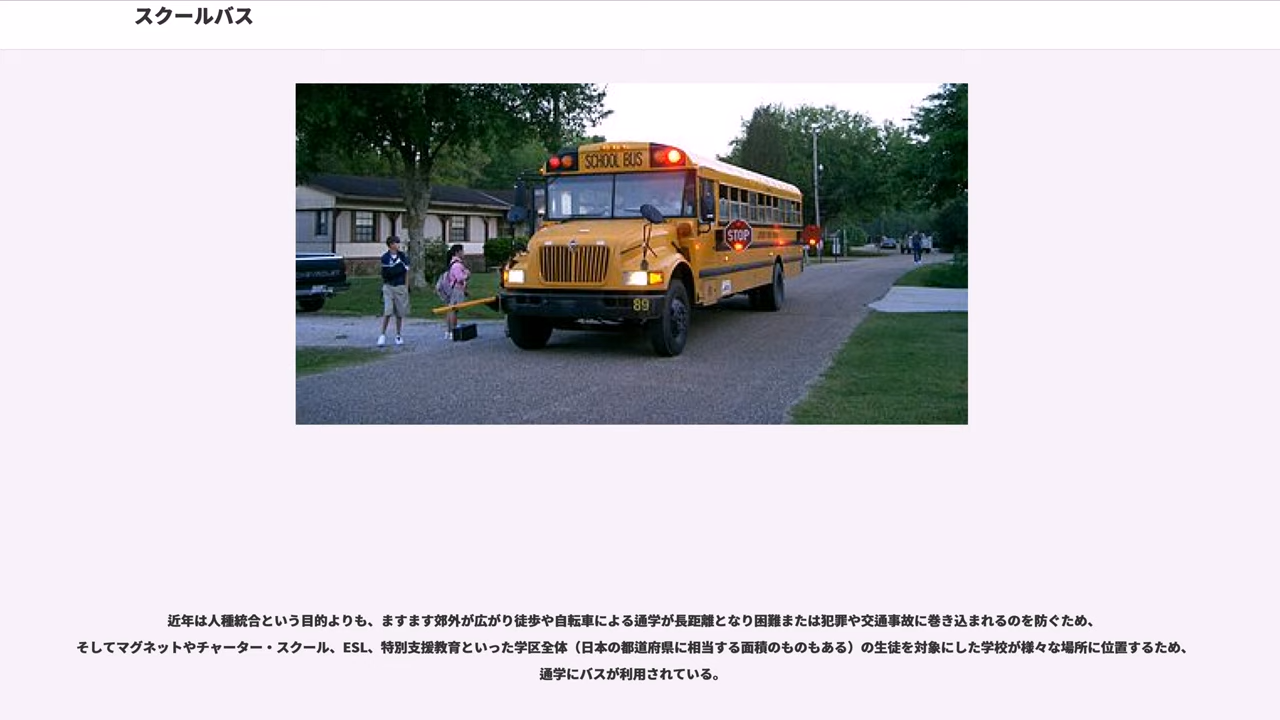 スクールバス
SCHOOL BUS
STOP
89
近年は人種統合という目的よりも、ますます郊外が広がり徒歩や自転車による通学が長距離となり困難または犯罪や交通事故に巻き込まれるのを防ぐため、
そしてマグネットやチャーター・スクール、ESL、特別支援教育といった学区全体（日本の都道府県に相当する面積のものもある）の生徒を対象にした学校が様々な場所に位置するため、
通学にバスが利用されている。